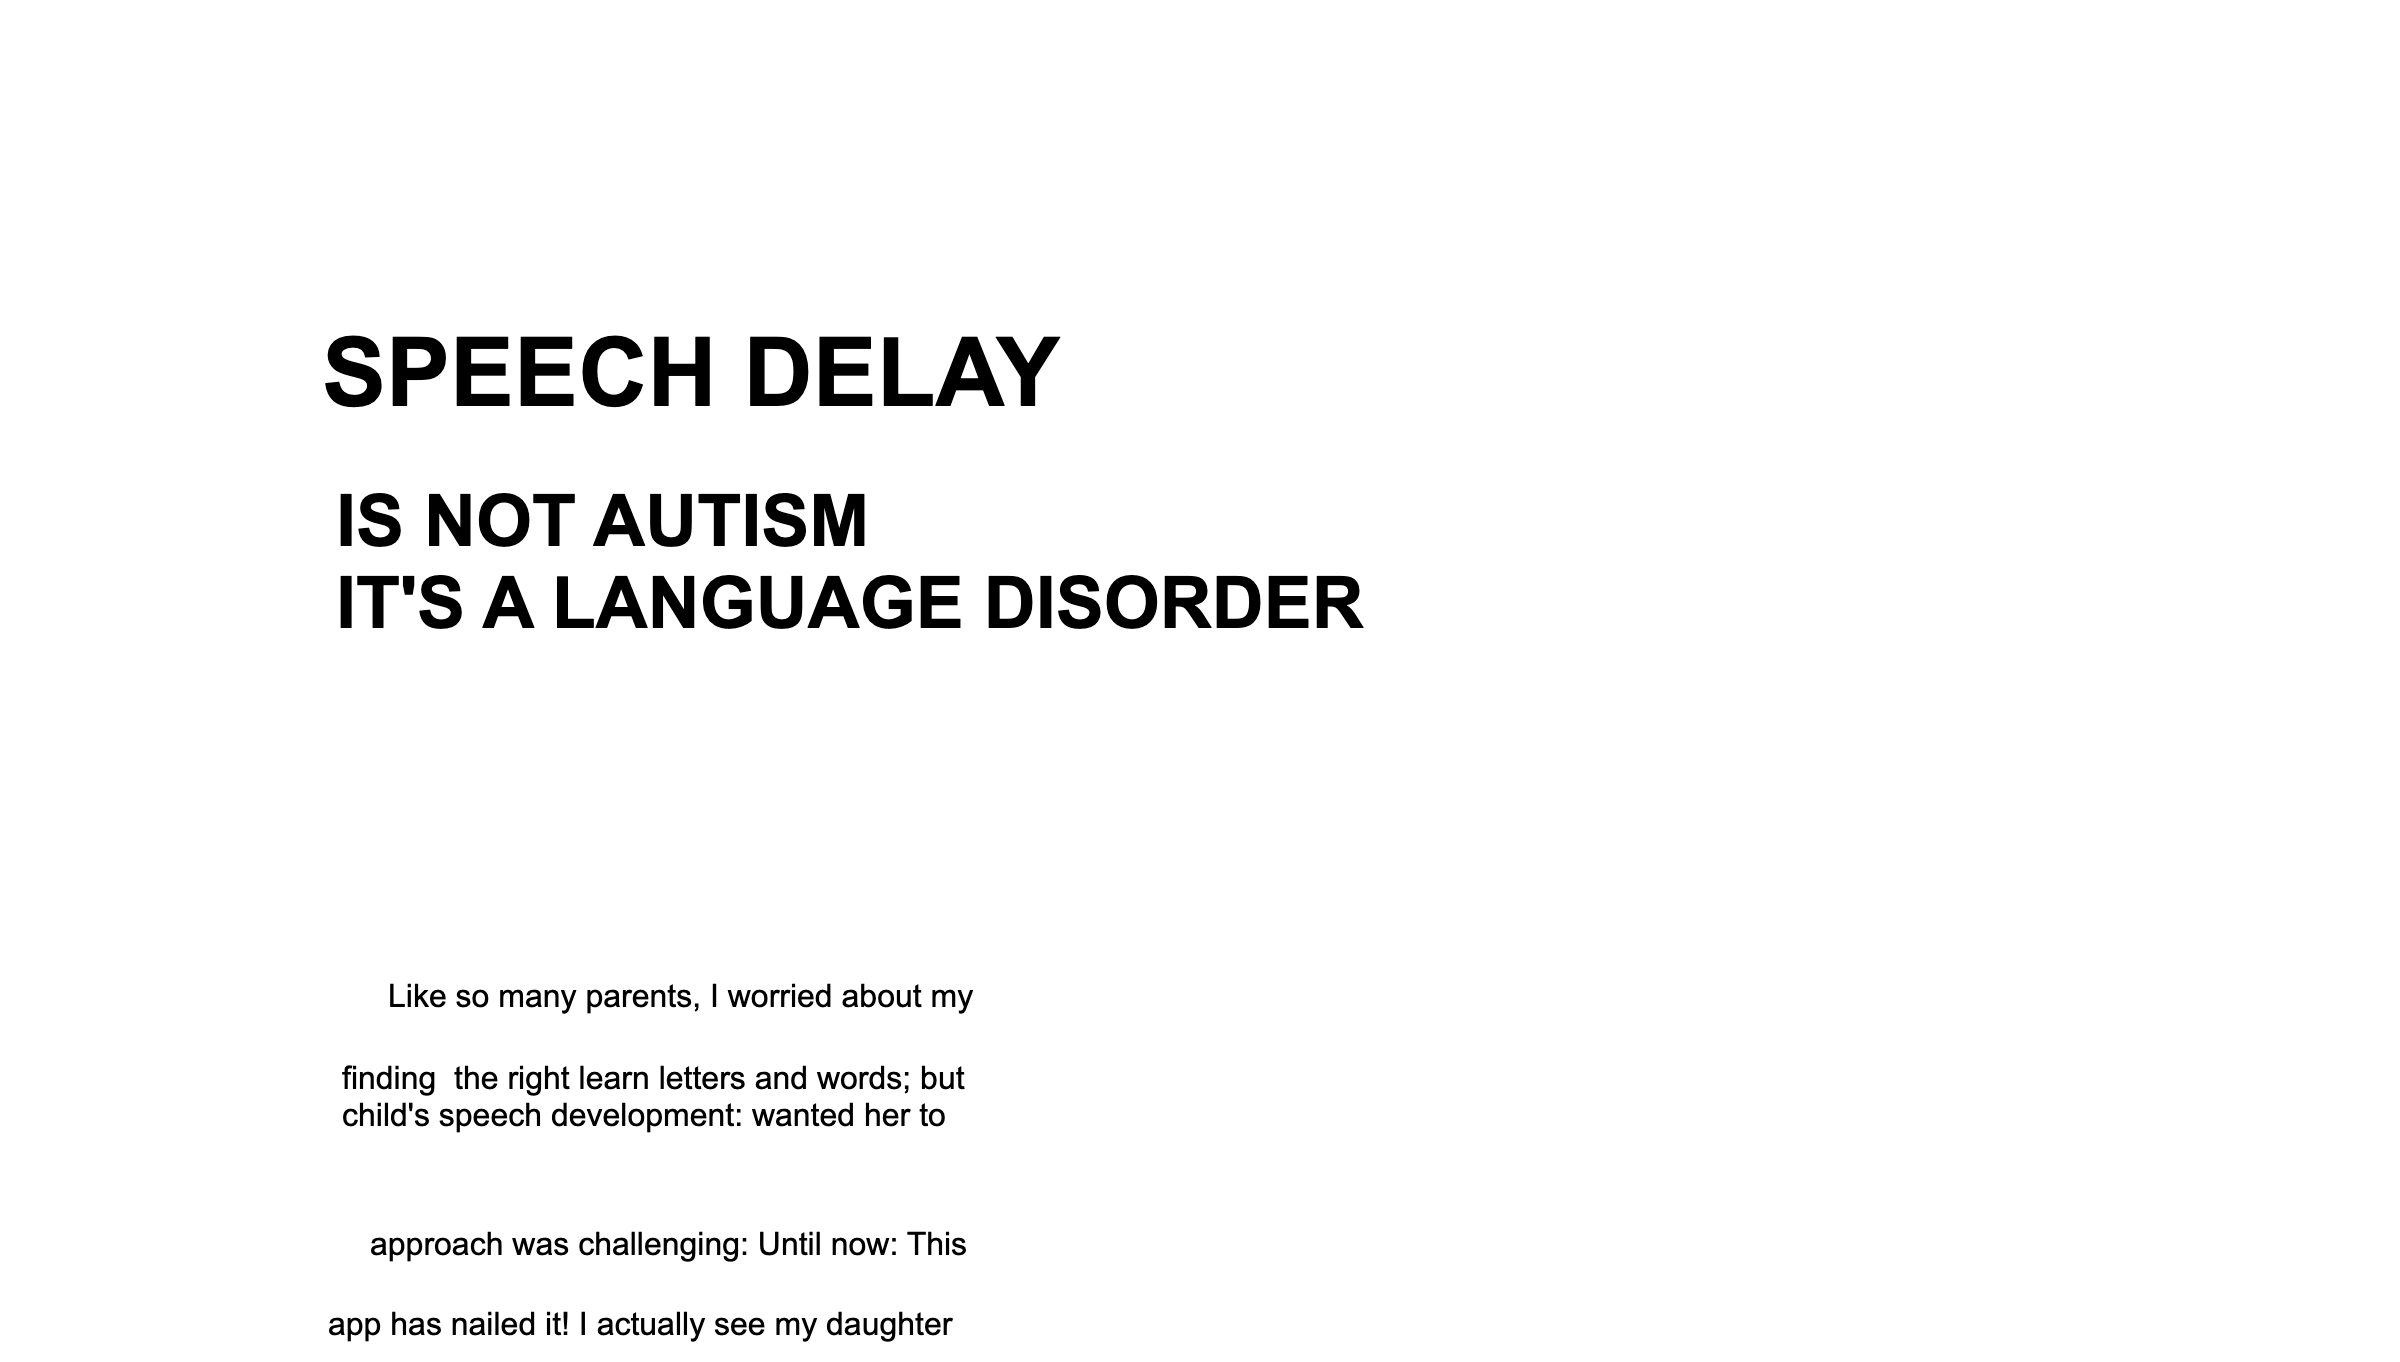 SPEECH DELAY
IS NOT AUTISM
IT'S A LANGUAGE DISORDER
Like so many parents, I worried about my
finding  the right learn letters and words; but
child's speech development: wanted her to
approach was challenging: Until now: This
app has nailed it! I actually see my daughter